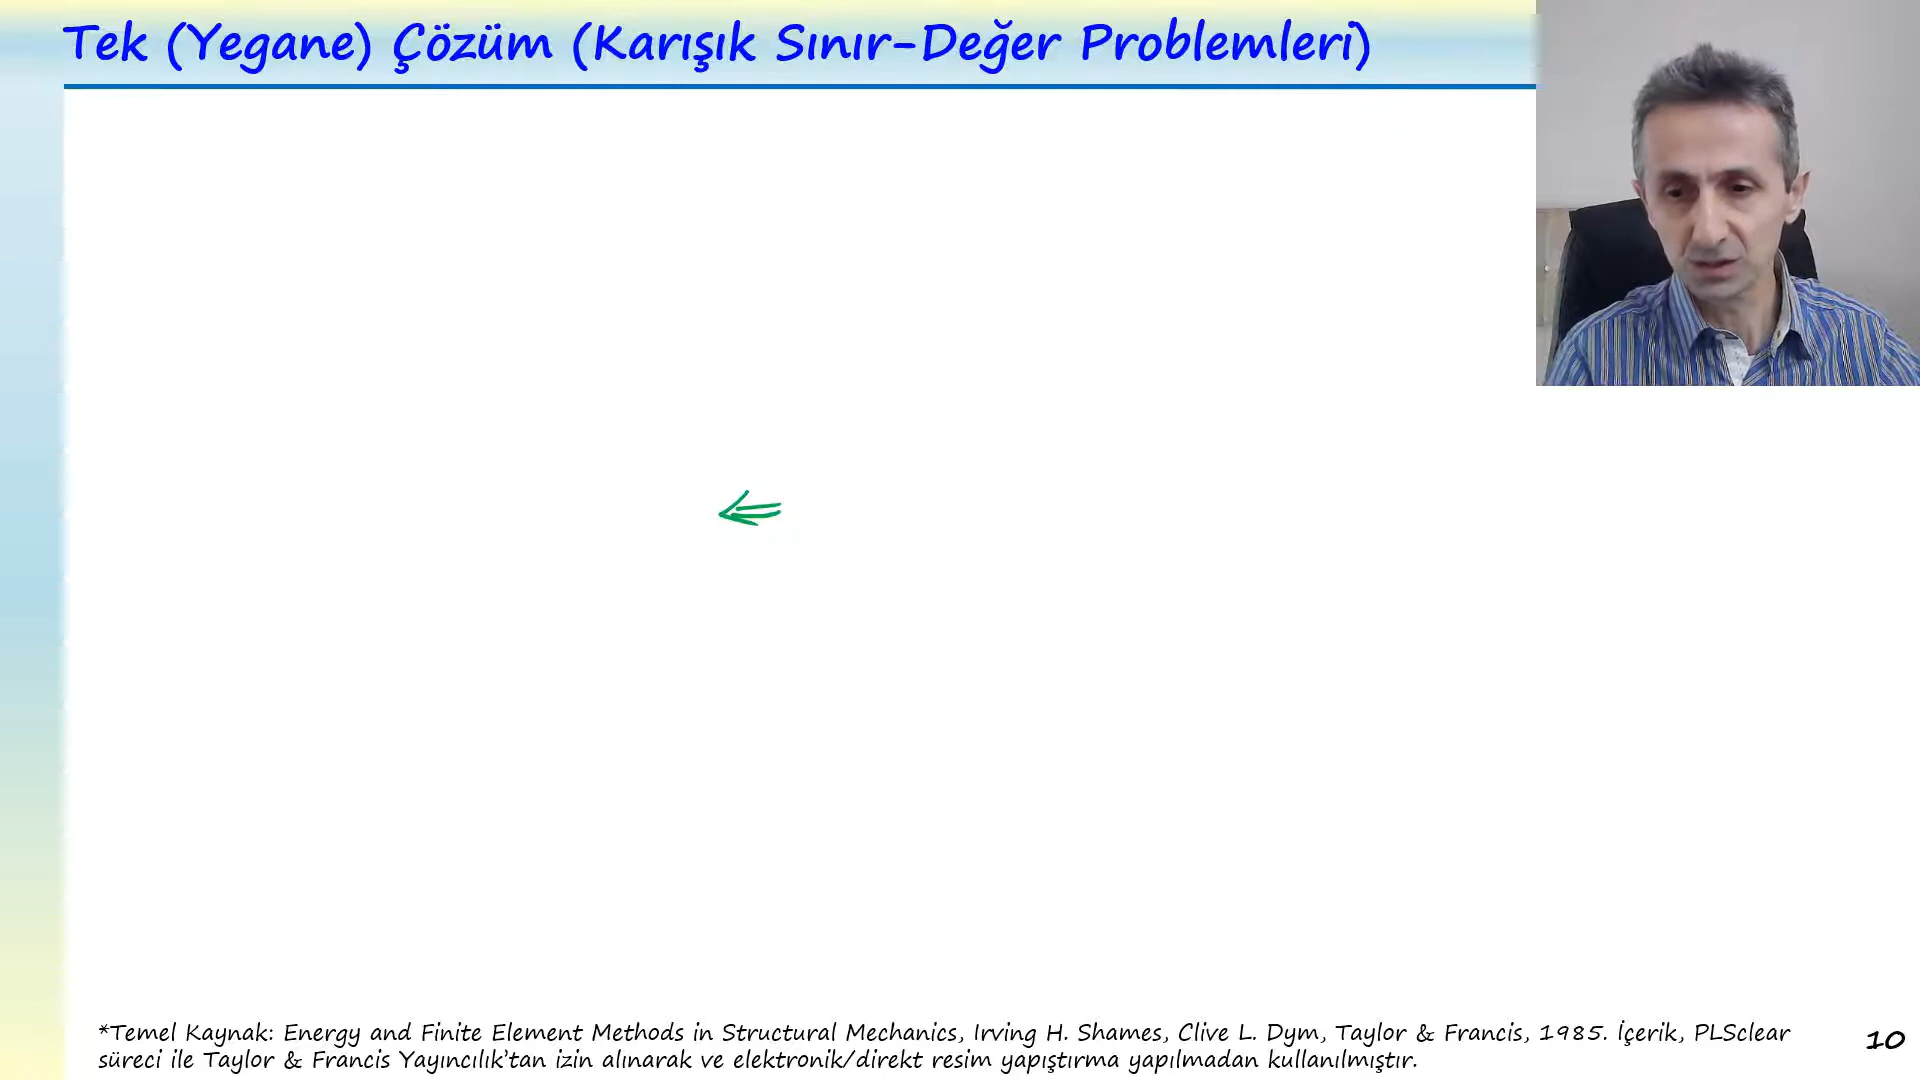 Tek (Yegane) Çözüm (Karışık Sınır-Değer Problemleri)
*Temel Kaynak: Energy and Finite Element Methods in Structural Mechanics, Irving H. Shames, Clive L. Dym, Taylor & Francis, 1985. İçerik, PLSclear
süreci ile Taylor & Francis Yayıncılık'tan izin alınarak ve elektronik/direkt resim yapıştırma yapılmadan kullanılmıştır.
10